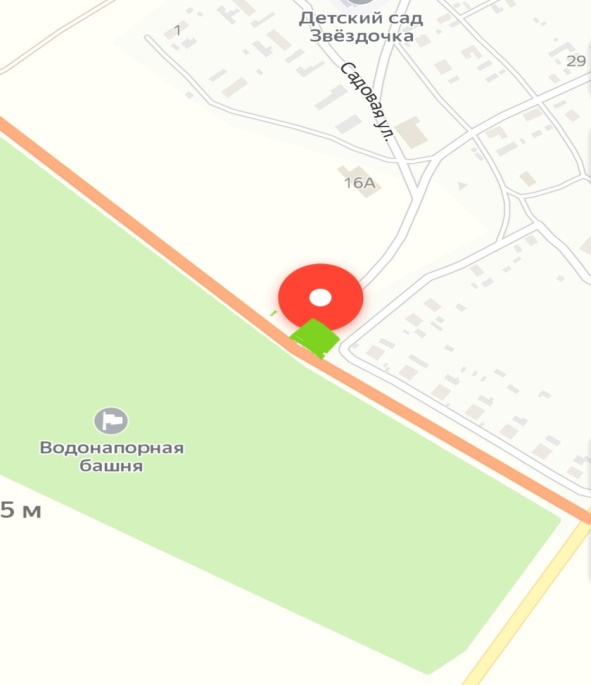 Детский сад
Звёздочка
1
29
Садовая ул.
16А
Водонапорная
башня
5 м